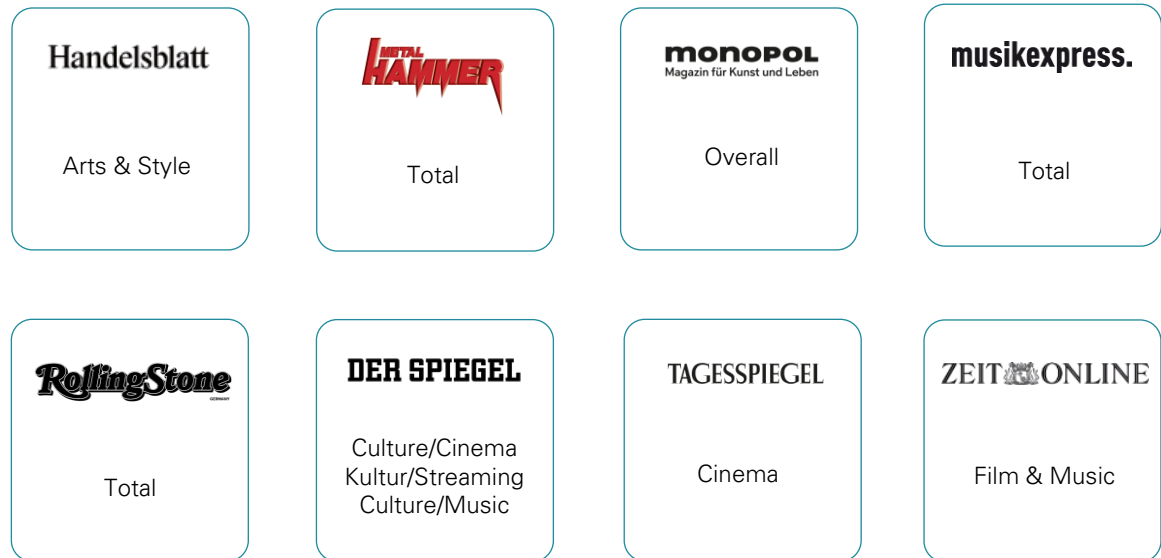 Handelsblatt
Arts & Style
METAL
HAMMER
Total
monopol
Magazin für Kunst und Leben
Overall
musikexpress.
Total
RollingStone
GERMANY
Total
DER SPIEGEL
Culture/Cinema
Kultur/Streaming
Culture/Music
TAGESSPIEGEL
Cinema
ZEIT ONLINE
Film & Music